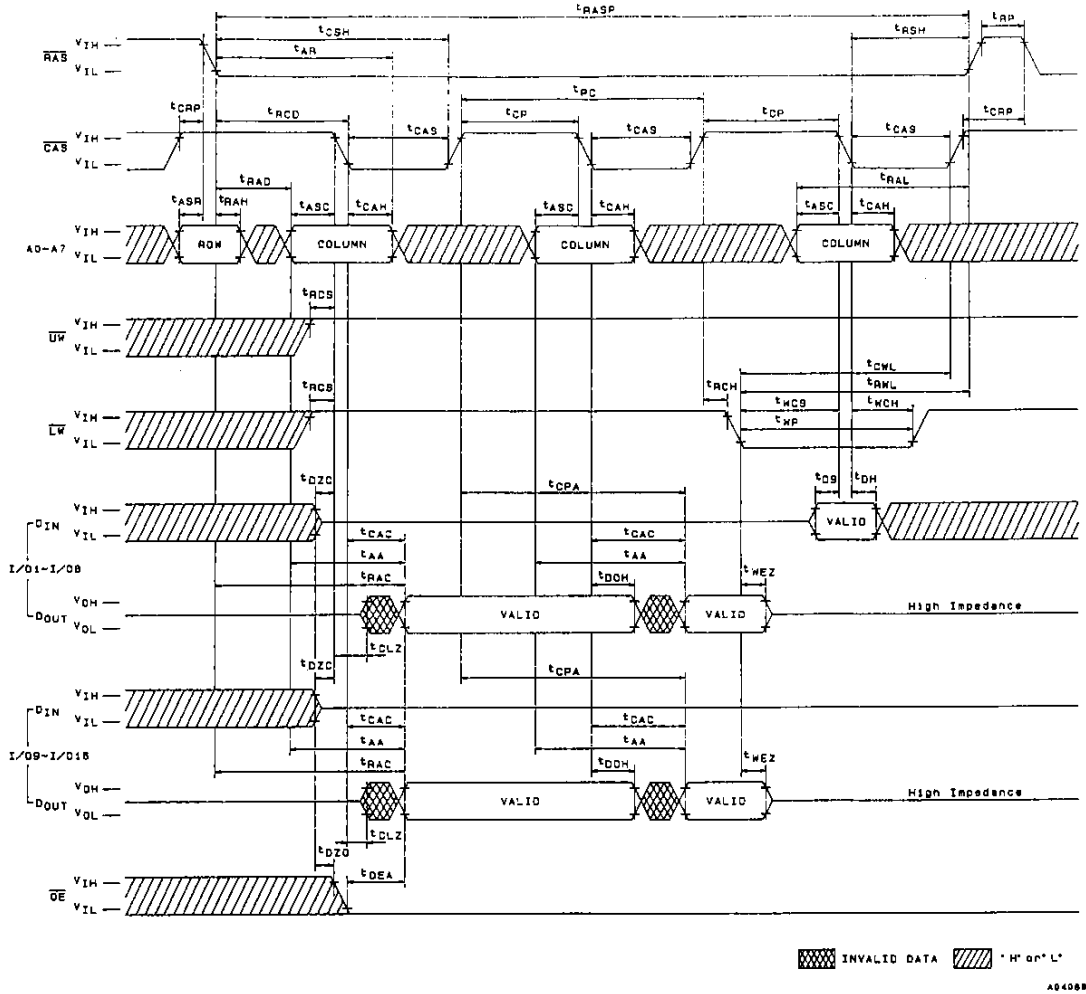 tRASP
tCSH
tRSH
tRP
tAR
RAS
VIH
VIL
tCRP
tRCD
tPC
tCAS
tCP
tCAS
tCP
tCAS
tCRP
CAS
VIH
VIL
tRAD
tRAL
tASR
tRAH
tASC
tCAH
tASC
tCAH
tASC
tCAH
A0~A7
VIH
VIL
ROW
COLUMN
COLUMN
COLUMN
tRCS
UW
VIH
VIL
tCWL
tRWL
tRCS
tRCH
tWCS
tWCH
tWP
LW
VIH
VIL
tDZC
tCPA
tDS
tDH
DIN
VIH
VIL
VALID
I/O1~I/O8
tCAC
tCAC
tAA
tAA
tRAC
tDOH
tWEZ
DOUT
VOH
VOL
VALID
VALID
High Impedance
tCLZ
tDZC
tCPA
DIN
VIH
VIL
I/O9~I/O16
tCAC
tCAC
tAA
tAA
tRAC
tDOH
tWEZ
DOUT
VOH
VOL
VALID
VALID
High Impedance
tCLZ
tDZO
tOEA
OE
VIH
VIL
INVALID DATA
"H" or "L"